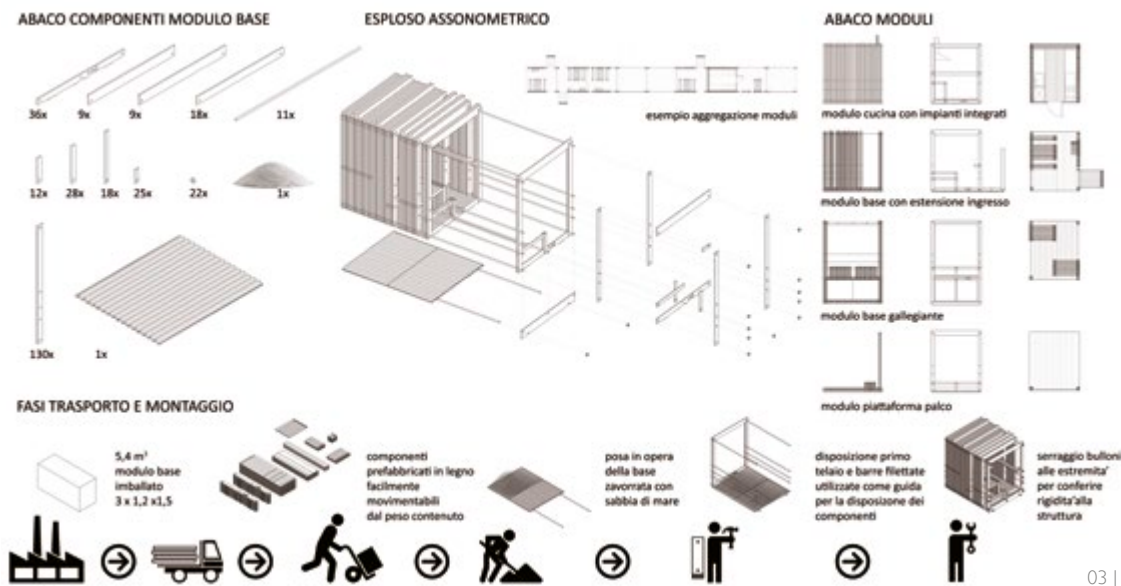 ABACO COMPONENTI MODULO BASE
36x
9x
9x
18x
11x
12x
28x
18x
25x
22x
1x
130x
1x
ESPLOSO ASSONOMETRICO
esempio aggregazione moduli
ABACO MODULI
modulo cucina con impianti integrati
modulo base con estensione ingresso
modulo base gallegiante
modulo piattaforma palco
FASI TRASPORTO E MONTAGGIO
5,4 m³
modulo base
imballato
3 x 1,2 x1,5
componenti
prefabbricati in legno
facilmente
movimentabili
dal peso contenuto
posa in opera
della base
zavorrata con
sabbia di mare
disposizione primo
telaio e barre filettate
utilizzate come guida
per la disposizione dei
componenti
serraggio bulloni
alle estremita'
per conferire
rigidita'alla
struttura
03 |